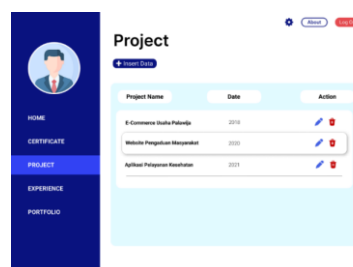 About
Log O
Project
+ Insert Data
Project Name Date Action
HOME
E-Commerce Usaha Palawija 2018
CERTIFICATE
Website Pengaduan Masyarakat 2020
PROJECT
Aplikasi Pelayanan Kesehatan 2021
EXPERIENCE
PORTFOLIO